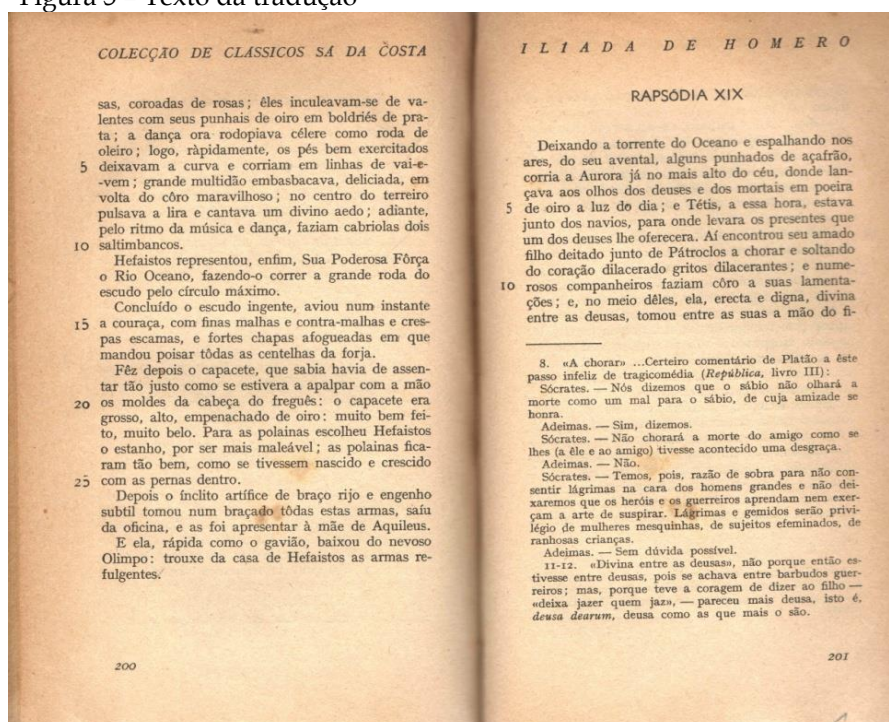 Figura 3 – Texto da tradução
COLECÇÃO DE CLÁSSICOS SÁ DA COSTA
sas, coroadas de rosas; êles inculeavam-se de va-
lentes com seus punhais de oiro em boldriés de pra-
ta; a dança ora rodopiava célere como roda de
oleiro; logo, ràpidamente, os pés bem exercitados
5 deixavam a curva e corriam em linhas de vai-e-
-vem; grande multidão embasbacava, deliciada, em
volta do côro maravilhoso; no centro do terreiro
pulsava a lira e cantava um divino aedo; adiante,
pelo ritmo da música e dança, faziam cabriolas dois
10 saltimbancos.
Hefaistos representou, enfim, Sua Poderosa Fôrça
o Rio Oceano, fazendo-o correr a grande roda do
escudo pelo círculo máximo.
Concluído o escudo ingente, aviou num instante
15 a couraça, com finas malhas e contra-malhas e cres-
pas escamas, e fortes chapas afogueadas em que
mandou poisar tôdas as centelhas da forja.
Fêz depois o capacete, que sabia havia de assen-
tar tão justo como se estivera a apalpar com a mão
20 os moldes da cabeça do freguês: o capacete era
grosso, alto, empenachado de oiro: muito bem fei-
to, muito belo. Para as polainas escolheu Hefaistos
o estanho, por ser mais maleável; as polainas fica-
ram tão bem, como se tivessem nascido e crescido
25 com as pernas dentro.
Depois o ínclito artífice de braço rijo e engenho
subtil tomou num braçado tôdas estas armas, saíu
da oficina, e as foi apresentar à mãe de Aquileus.
E ela, rápida como o gavião, baixou do nevoso
Olimpo: trouxe da casa de Hefaistos as armas re-
fulgentes.
200
ILÍADA DE HOMERO
RAPSÓDIA XIX
Deixando a torrente do Oceano e espalhando nos
ares, do seu avental, alguns punhados de açafrão,
corria a Aurora já no mais alto do céu, donde lan-
çava aos olhos dos deuses e dos mortais em poeira
5 de oiro a luz do dia; e Tétis, a essa hora, estava
junto dos navios, para onde levara os presentes que
um dos deuses lhe oferecera. Aí encontrou seu amado
filho deitado junto de Pátroclos a chorar e soltando
do coração dilacerado gritos dilacerantes; e nume-
10 rosos companheiros faziam côro a suas lamenta-
ções; e, no meio dêles, ela, erecta e digna, divina
entre as deusas, tomou entre as suas a mão do fi-
8. «A chorar» ...Certeiro comentário de Platão a êste
passo infeliz de tragicomédia (República, livro III):
Sócrates. — Nós dizemos que o sábio não olhará a
morte como um mal para o sábio, de cuja amizade se
honra.
Adeimas. — Sim, dizemos.
Sócrates. — Não chorará a morte do amigo como se
lhes (a êle e ao amigo) tivesse acontecido uma desgraça.
Adeimas. — Não.
Sócrates. — Temos, pois, razão de sobra para não con-
sentir lágrimas na cara dos homens grandes e não dei-
xaremos que os heróis e os guerreiros aprendam nem exer-
çam a arte de suspirar. Lágrimas e gemidos serão privi-
légio de mulheres mesquinhas, de sujeitos efeminados, de
ranhosas crianças.
Adeimas. — Sem dúvida possível.
11-12. «Divina entre as deusas», não porque então es-
tivesse entre deusas, pois se achava entre barbudos guer-
reiros; mas, porque teve a coragem de dizer ao filho —
«deixa jazer quem jaz», — pareceu mais deusa, isto é,
deusa dearum, deusa como as que mais o são.
201